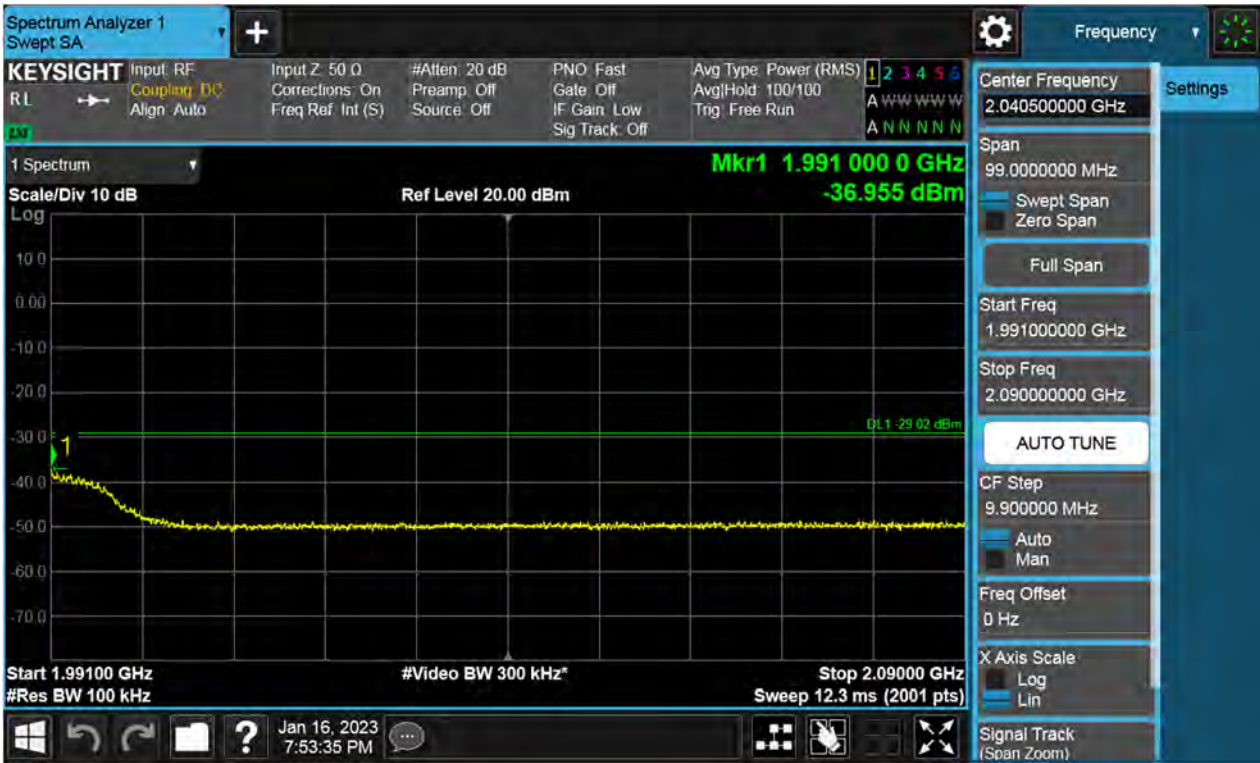 Spectrum Analyzer 1
Swept SA
+
Frequency
KEYSIGHT
RL
Input: RF
Coupling: DC
Align: Auto
Input Z: 50 Ω
Corrections: On
Freq Ref: Int (S)
#Atten: 20 dB
Preamp: Off
Source: Off
PNO: Fast
Gate: Off
IF Gain: Low
Sig Track: Off
Avg Type: Power (RMS)
Avg|Hold: 100/100
Trig: Free Run
1 2 3 4 5 6
A W W W W W
A N N N N N
1 Spectrum
Scale/Div 10 dB
Log
Ref Level 20.00 dBm
Mkr1 1.991 000 0 GHz
-36.955 dBm
10.0
0.00
-10.0
-20.0
-30.0
-40.0
-50.0
-60.0
-70.0
1
DL1 -29.02 dBm
Start 1.99100 GHz
#Res BW 100 kHz
#Video BW 300 kHz*
Stop 2.09000 GHz
Sweep 12.3 ms (2001 pts)
Center Frequency
2.040500000 GHz
Settings
Span
99.0000000 MHz
Swept Span
Zero Span
Full Span
Start Freq
1.991000000 GHz
Stop Freq
2.090000000 GHz
AUTO TUNE
CF Step
9.900000 MHz
Auto
Man
Freq Offset
0 Hz
X Axis Scale
Log
Lin
Signal Track
(Span Zoom)
?
Jan 16, 2023
7:53:35 PM